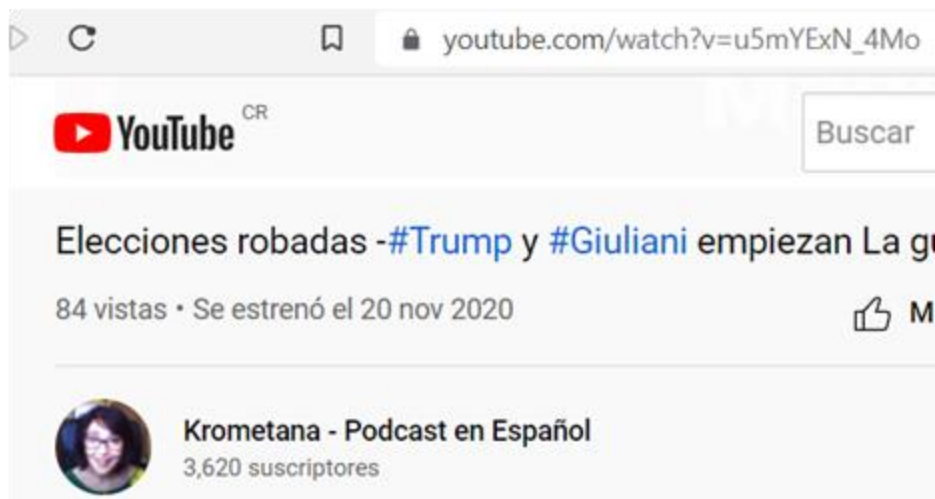 youtube.com/watch?v=u5mYExN_4Mo
YouTube CR
Buscar
Elecciones robadas -#Trump y #Giuliani empiezan La
84 vistas • Se estrenó el 20 nov 2020
Krometana - Podcast en Español
3,620 suscriptores